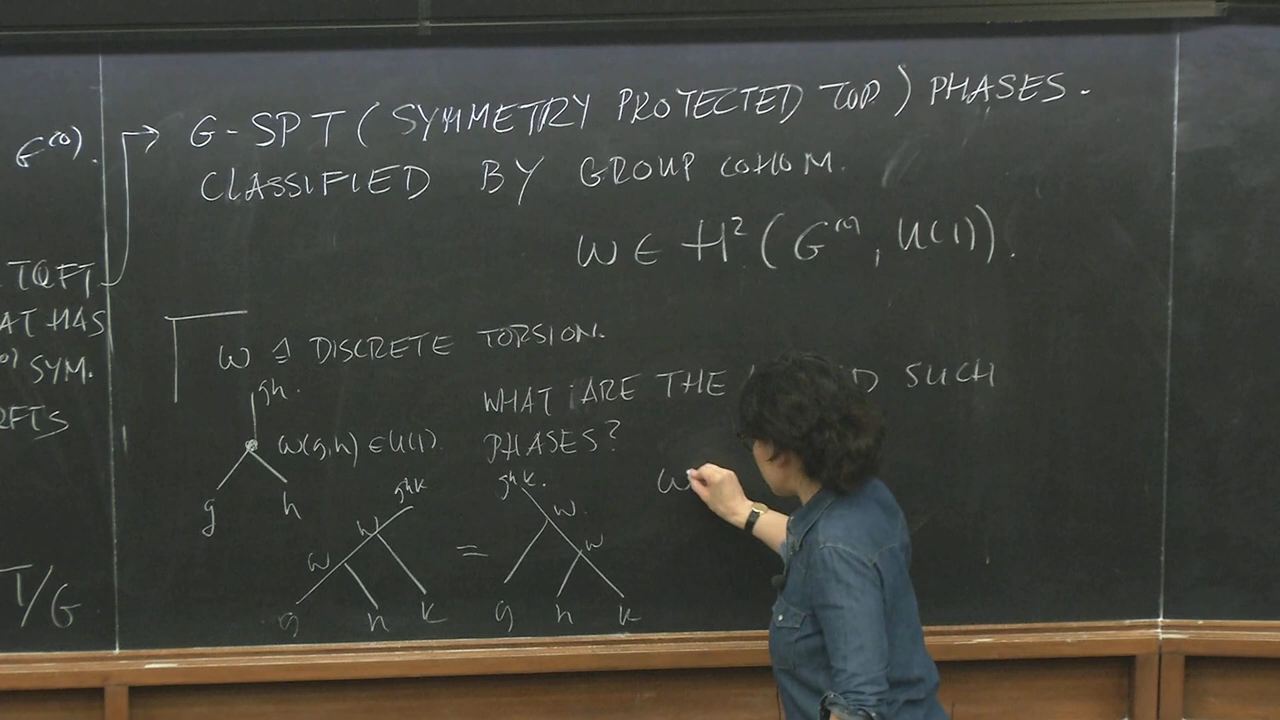 G^(0).
TQFT
AT HAS
SYM.
QFTS
T/G
G-SPT (SYMMETRY PROTECTED TOP) PHASES.
CLASSIFIED BY GROUP COHOM.
ω ∈ H² (G^(0), U(1)).
ω DISCRETE TORSION.
gh.
ω(g,h) ∈ U(1).
g h
WHAT ARE THE SUCH
PHASES?
ghk
ω
ω
g h k
=
ghk.
ω
ω
g h k
ω